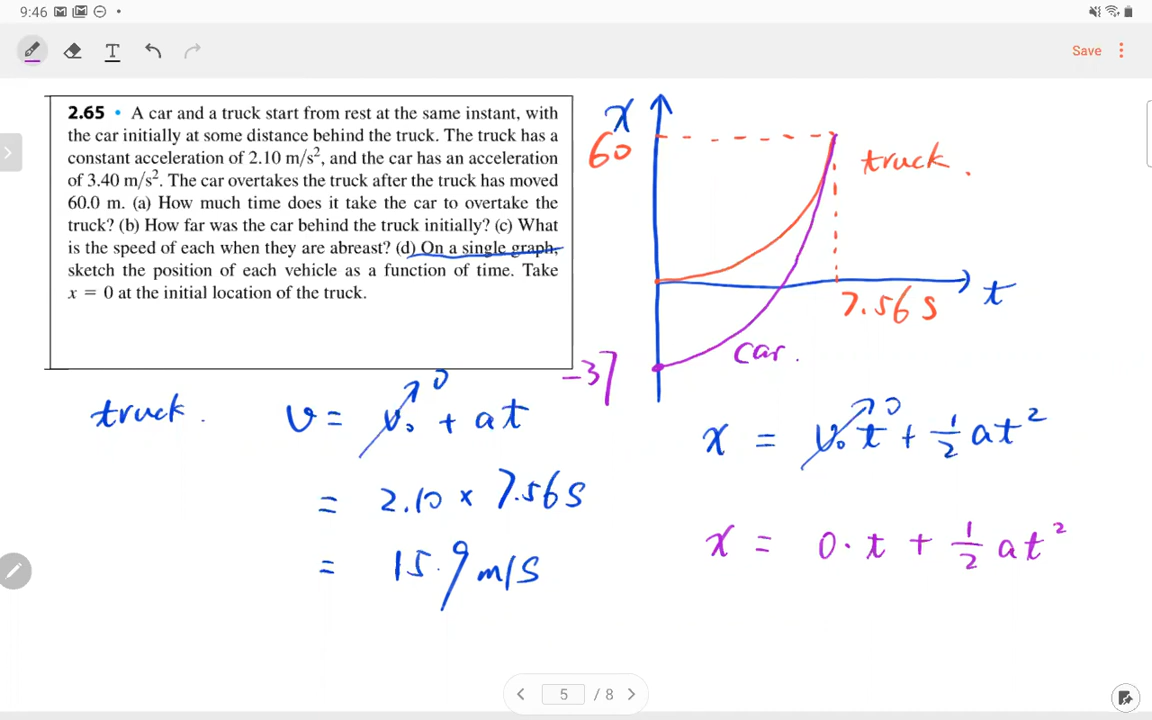 9:46
T
Save
2.65 • A car and a truck start from rest at the same instant, with
the car initially at some distance behind the truck. The truck has a
constant acceleration of 2.10 m/s², and the car has an acceleration
of 3.40 m/s². The car overtakes the truck after the truck has moved
60.0 m. (a) How much time does it take the car to overtake the
truck? (b) How far was the car behind the truck initially? (c) What
is the speed of each when they are abreast? (d) On a single graph,
sketch the position of each vehicle as a function of time. Take
x = 0 at the initial location of the truck.
x
60
truck.
7.56 s
t
car.
-37
truck.
v = v₀ 0 + at
= 2.10 × 7.56 s
= 15.9 m/s
x = v₀t 0 + 1/2 at²
x = 0·t + 1/2 at²
5 / 8